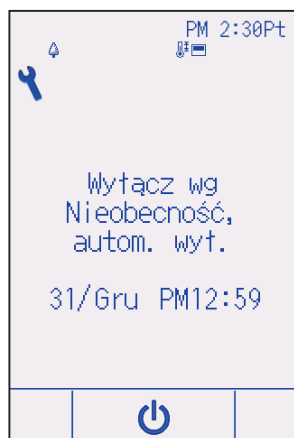 PM 2:30Pt
Wyłącz wg
Nieobecność,
autom. wył.
31/Gru PM12:59